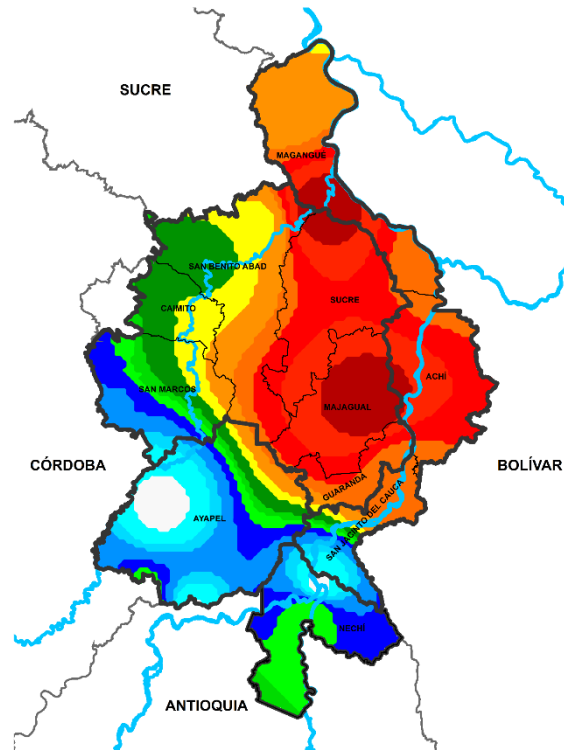 SUCRE
MAGANGUÉ
SAN BENITO ABAD
SUCRE
CAIMITO
ACHÍ
SAN MARCOS
MAJAGUAL
CÓRDOBA
BOLÍVAR
GUARANDA
AYAPEL
SAN JACINTO DEL CAUCA
NECHÍ
ANTIOQUIA